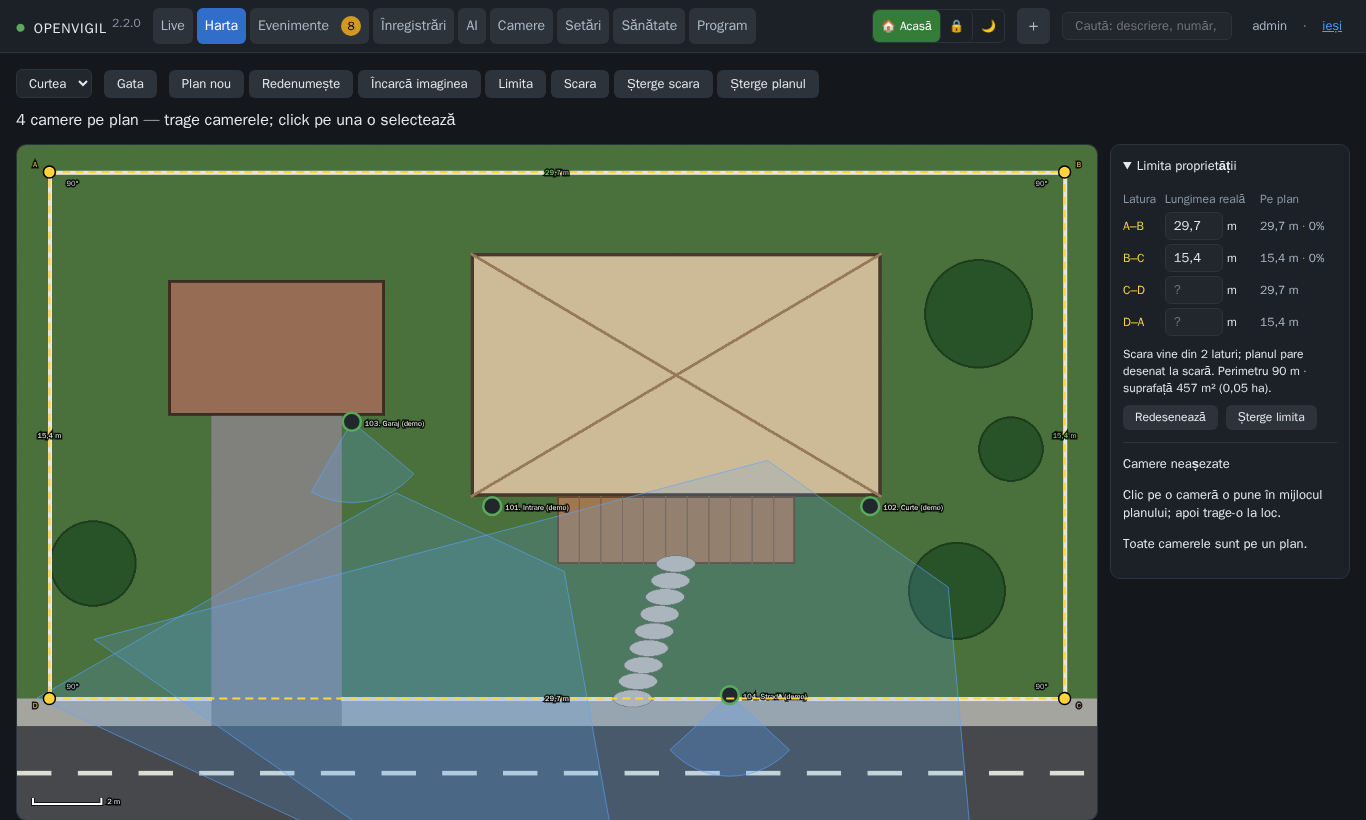 OPENVIGIL 2.2.0 Live Harta Evenimente 8 Înregistrări AI Camere Setări Sănătate Program Acasă + Caută: descriere, număr, admin · ieși
Curtea Gata Plan nou Redenumește Încarcă imaginea Limita Scara Șterge scara Șterge planul
4 camere pe plan — trage camerele; click pe una o selectează
A
29,7 m
B
90°
90°
103. Garaj (demo)
15,4 m
15,4 m
101. Intrare (demo)
102. Curte (demo)
90°
90°
D
29,7 m
104. Stradă (demo)
C
2 m
Limita proprietății
Latura Lungimea reală Pe plan
A–B 29,7 m 29,7 m · 0%
B–C 15,4 m 15,4 m · 0%
C–D ? m 29,7 m
D–A ? m 15,4 m
Scara vine din 2 laturi; planul pare
desenat la scară. Perimetru 90 m ·
suprafață 457 m² (0,05 ha).
Redesenează Șterge limita
Camere neașezate
Clic pe o cameră o pune în mijlocul
planului; apoi trage-o la loc.
Toate camerele sunt pe un plan.